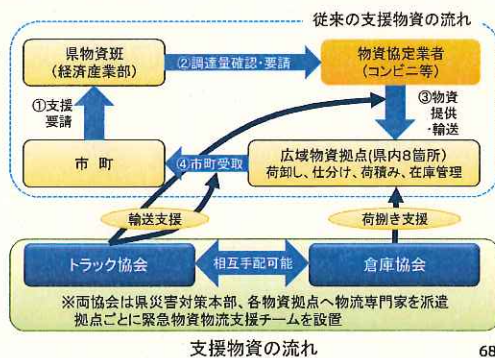 従来の支援物資の流れ
県物資班
(経済産業部)
②調達量確認・要請
物資協定業者
(コンビニ等)
①支援
要請
③物資
提供
・輸送
市 町
④市町受取
広域物資拠点(県内8箇所)
荷卸し、仕分け、荷積み、在庫管理
輸送支援
荷捌き支援
トラック協会
相互手配可能
倉庫協会
※両協会は県災害対策本部、各物資拠点へ物流専門家を派遣
拠点ごとに緊急物資物流支援チームを設置
支援物資の流れ